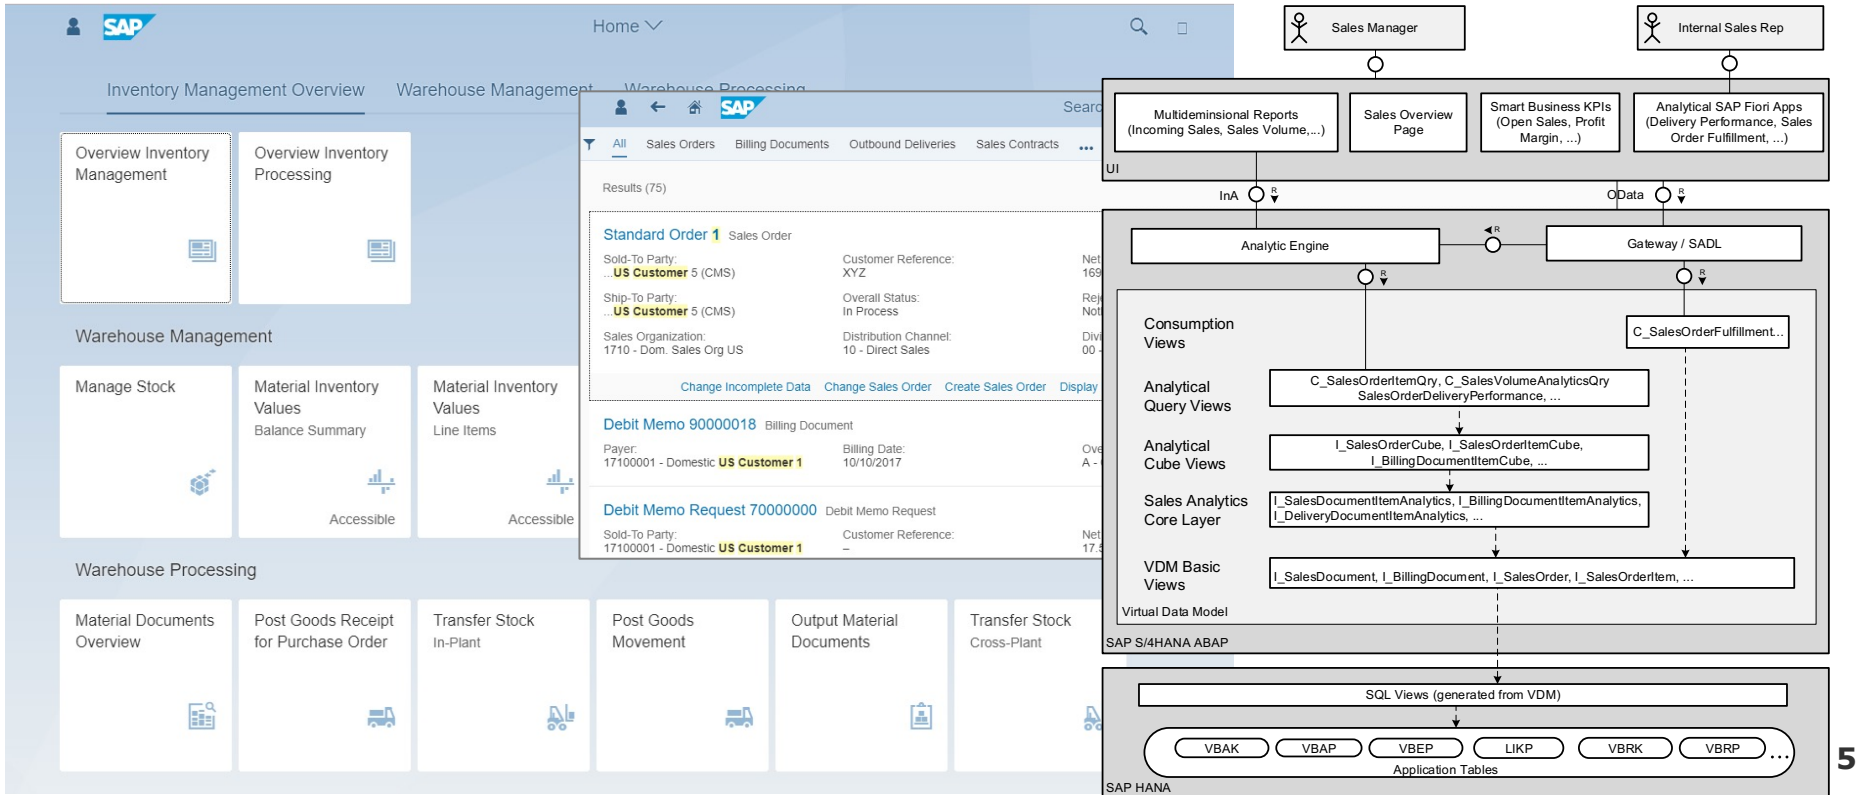 SAP
Home
Inventory Management Overview
Warehouse Management
Warehouse Processing
Overview Inventory
Management
Overview Inventory
Processing
Warehouse Management
Manage Stock
Material Inventory
Values
Balance Summary
Accessible
Material Inventory
Values
Line Items
Accessible
Warehouse Processing
Material Documents
Overview
Post Goods Receipt
for Purchase Order
Transfer Stock
In-Plant
Post Goods
Movement
Output Material
Documents
Transfer Stock
Cross-Plant
SAP
All
Sales Orders
Billing Documents
Outbound Deliveries
Sales Contracts
...
Results (75)
Standard Order 1 Sales Order
Sold-To Party:
...US Customer 5 (CMS)
Customer Reference:
XYZ
Net
169
Ship-To Party:
...US Customer 5 (CMS)
Overall Status:
In Process
Sales Organization:
1710 - Dom. Sales Org US
Distribution Channel:
10 - Direct Sales
Divi
00 -
Change Incomplete Data Change Sales Order Create Sales Order Display
Debit Memo 90000018 Billing Document
Payer:
17100001 - Domestic US Customer 1
Billing Date:
10/10/2017
Ove
A -
Debit Memo Request 70000000 Debit Memo Request
Sold-To Party:
17100001 - Domestic US Customer 1
Customer Reference:
–
Net
17.5
Sales Manager
Internal Sales Rep
Multideminsional Reports
(Incoming Sales, Sales Volume,...)
Sales Overview
Page
Smart Business KPIs
(Open Sales, Profit
Margin, ...)
Analytical SAP Fiori Apps
(Delivery Performance, Sales
Order Fulfillment, ...)
UI
InA
R
OData
R
Analytic Engine
R
Gateway / SADL
R
R
Consumption
Views
C_SalesOrderFulfillment...
Analytical
Query Views
C_SalesOrderItemQry, C_SalesVolumeAnalyticsQry
SalesOrderDeliveryPerformance, ...
Analytical
Cube Views
I_SalesOrderCube, I_SalesOrderItemCube,
I_BillingDocumentItemCube, ...
Sales Analytics
Core Layer
I_SalesDocumentItemAnalytics, I_BillingDocumentItemAnalytics,
I_DeliveryDocumentItemAnalytics, ...
VDM Basic
Views
I_SalesDocument, I_BillingDocument, I_SalesOrder, I_SalesOrderItem, ...
Virtual Data Model
SAP S/4HANA ABAP
SQL Views (generated from VDM)
VBAK
VBAP
VBEP
LIKP
VBRK
VBRP
...
Application Tables
SAP HANA
5